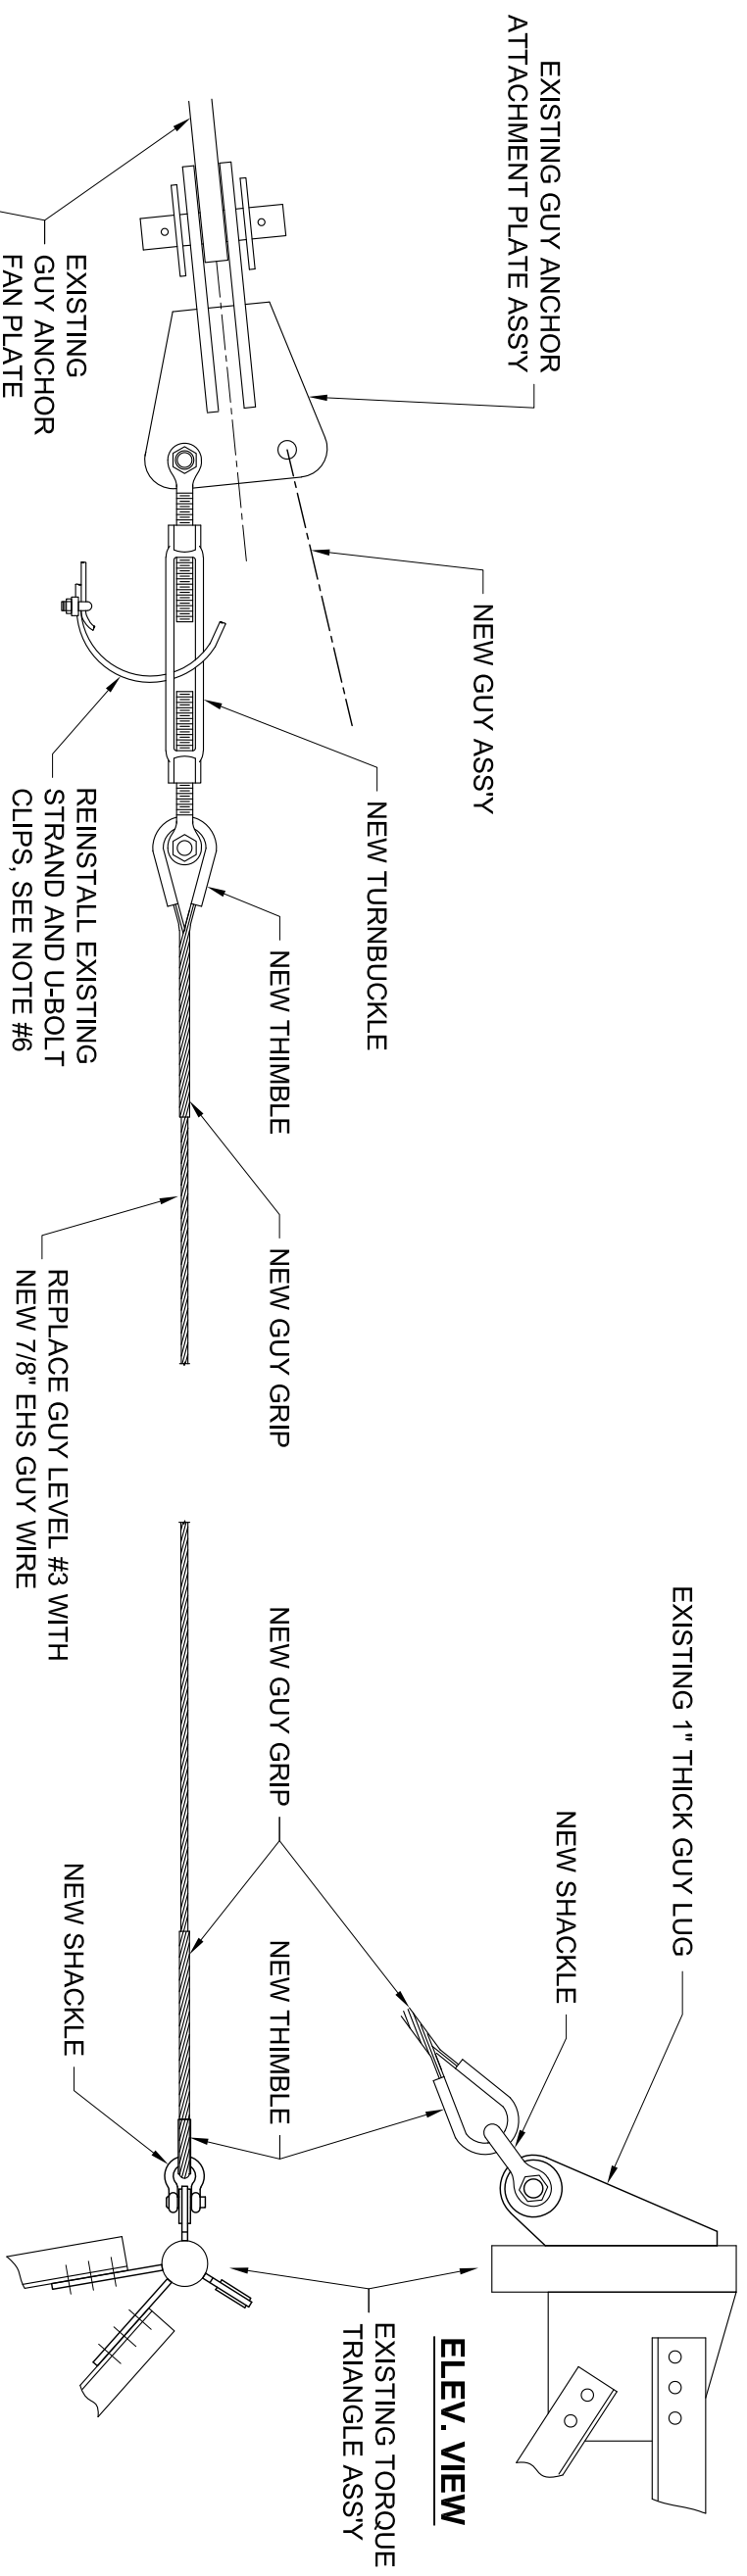 EXISTING GUY ANCHOR
ATTACHMENT PLATE ASS'Y
NEW GUY ASS'Y
NEW TURNBUCKLE
NEW THIMBLE
NEW GUY GRIP
EXISTING
GUY ANCHOR
FAN PLATE
REINSTALL EXISTING
STRAND AND U-BOLT
CLIPS, SEE NOTE #6
REPLACE GUY LEVEL #3 WITH
NEW 7/8" EHS GUY WIRE
EXISTING 1" THICK GUY LUG
NEW SHACKLE
NEW GUY GRIP
NEW THIMBLE
NEW SHACKLE
ELEV. VIEW
EXISTING TORQUE
TRIANGLE ASS'Y